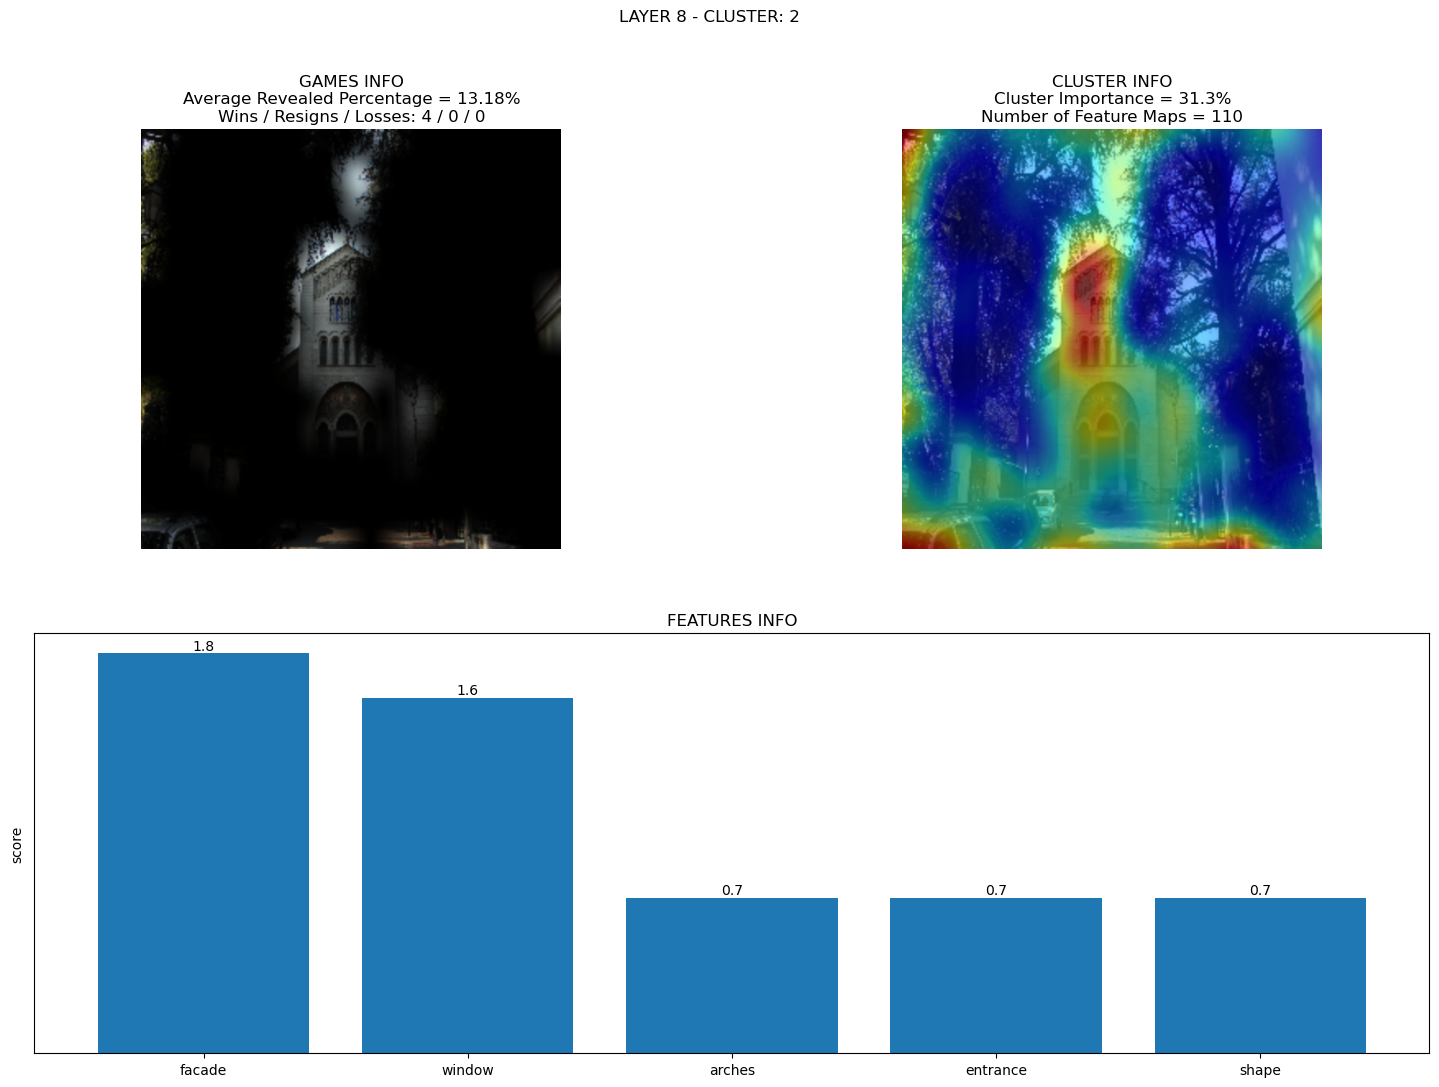 LAYER 8 - CLUSTER: 2
GAMES INFO
Average Revealed Percentage = 13.18%
Wins / Resigns / Losses: 4 / 0 / 0
CLUSTER INFO
Cluster Importance = 31.3%
Number of Feature Maps = 110
FEATURES INFO
score
1.8
1.6
0.7
0.7
0.7
facade
window
arches
entrance
shape